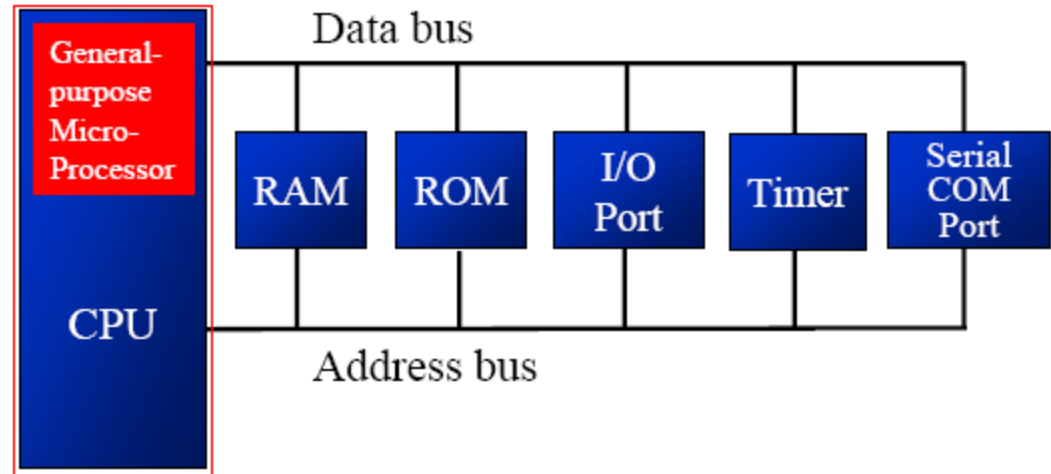 Data bus
General-
purpose
Micro-
Processor
CPU
RAM
ROM
I/O
Port
Timer
Serial
COM
Port
Address bus